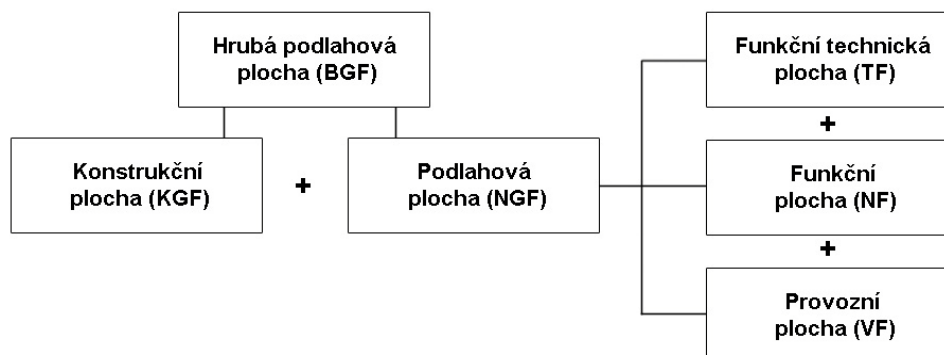 Hrubá podlahová
plocha (BGF)
Konstrukční
plocha (KGF)
+
Podlahová
plocha (NGF)
Funkční technická
plocha (TF)
+
Funkční
plocha (NF)
+
Provozní
plocha (VF)